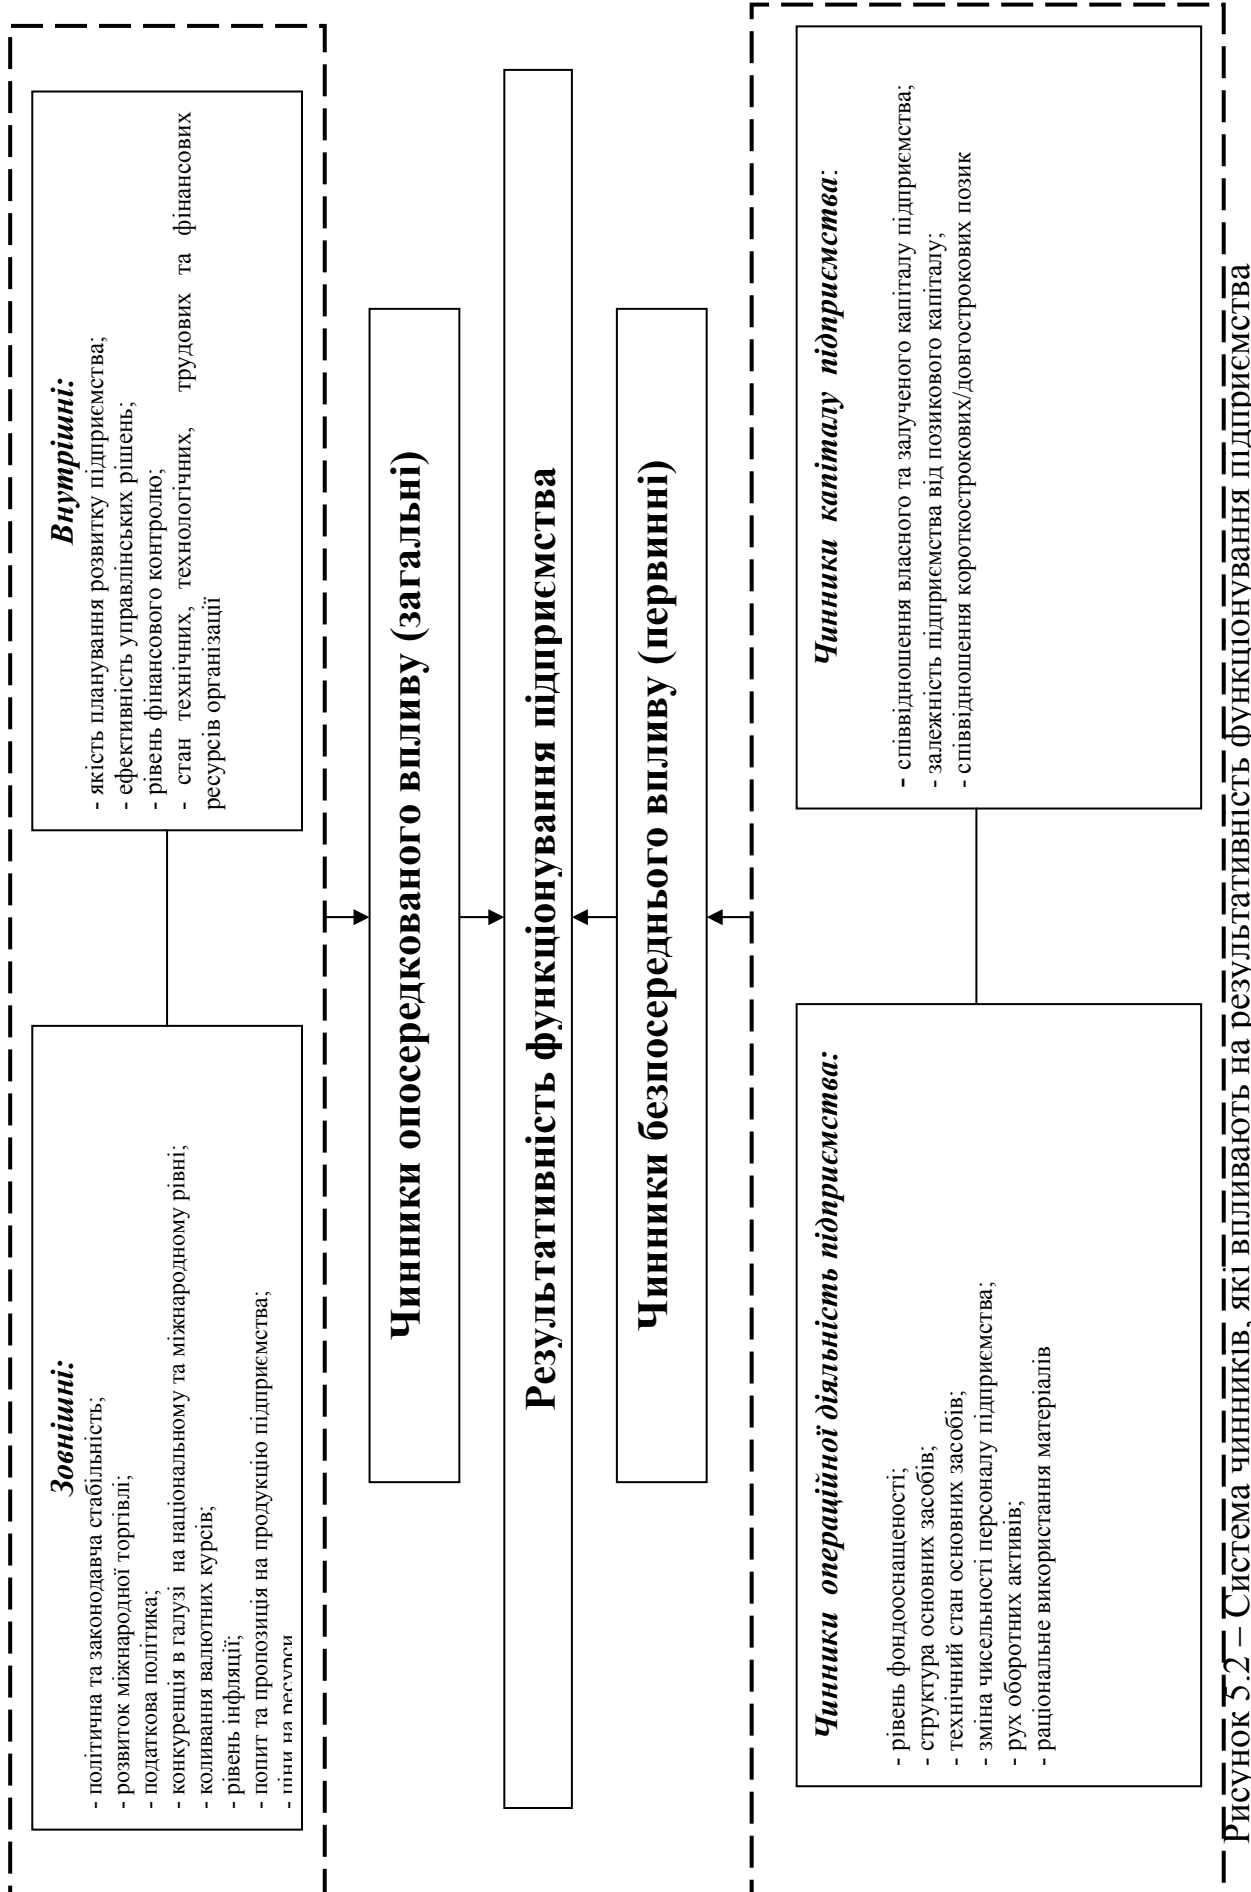 Зовнішні:
- політична та законодавча стабільність;
- розвиток міжнародної торгівлі;
- податкова політика;
- конкуренція в галузі на національному та міжнародному рівні;
- коливання валютних курсів;
- рівень інфляції;
- попит та пропозиція на продукцію підприємства;
- ціни на ресурси
Внутрішні:
- якість планування розвитку підприємства;
- ефективність управлінських рішень;
- рівень фінансового контролю;
- стан технічних, технологічних, трудових та фінансових
ресурсів організації
Чинники опосередкованого впливу (загальні)
Результативність функціонування підприємства
Чинники безпосереднього впливу (первинні)
Чинники операційної діяльність підприємства:
- рівень фондооснащеності;
- структура основних засобів;
- технічний стан основних засобів;
- зміна чисельності персоналу підприємства;
- рух оборотних активів;
- раціональне використання матеріалів
Чинники капіталу підприємства:
- співвідношення власного та залученого капіталу підприємства;
- залежність підприємства від позикового капіталу;
- співвідношення короткострокових/довгострокових позик
Рисунок 5.2 – Система чинників, які впливають на результативність функціонування підприємства